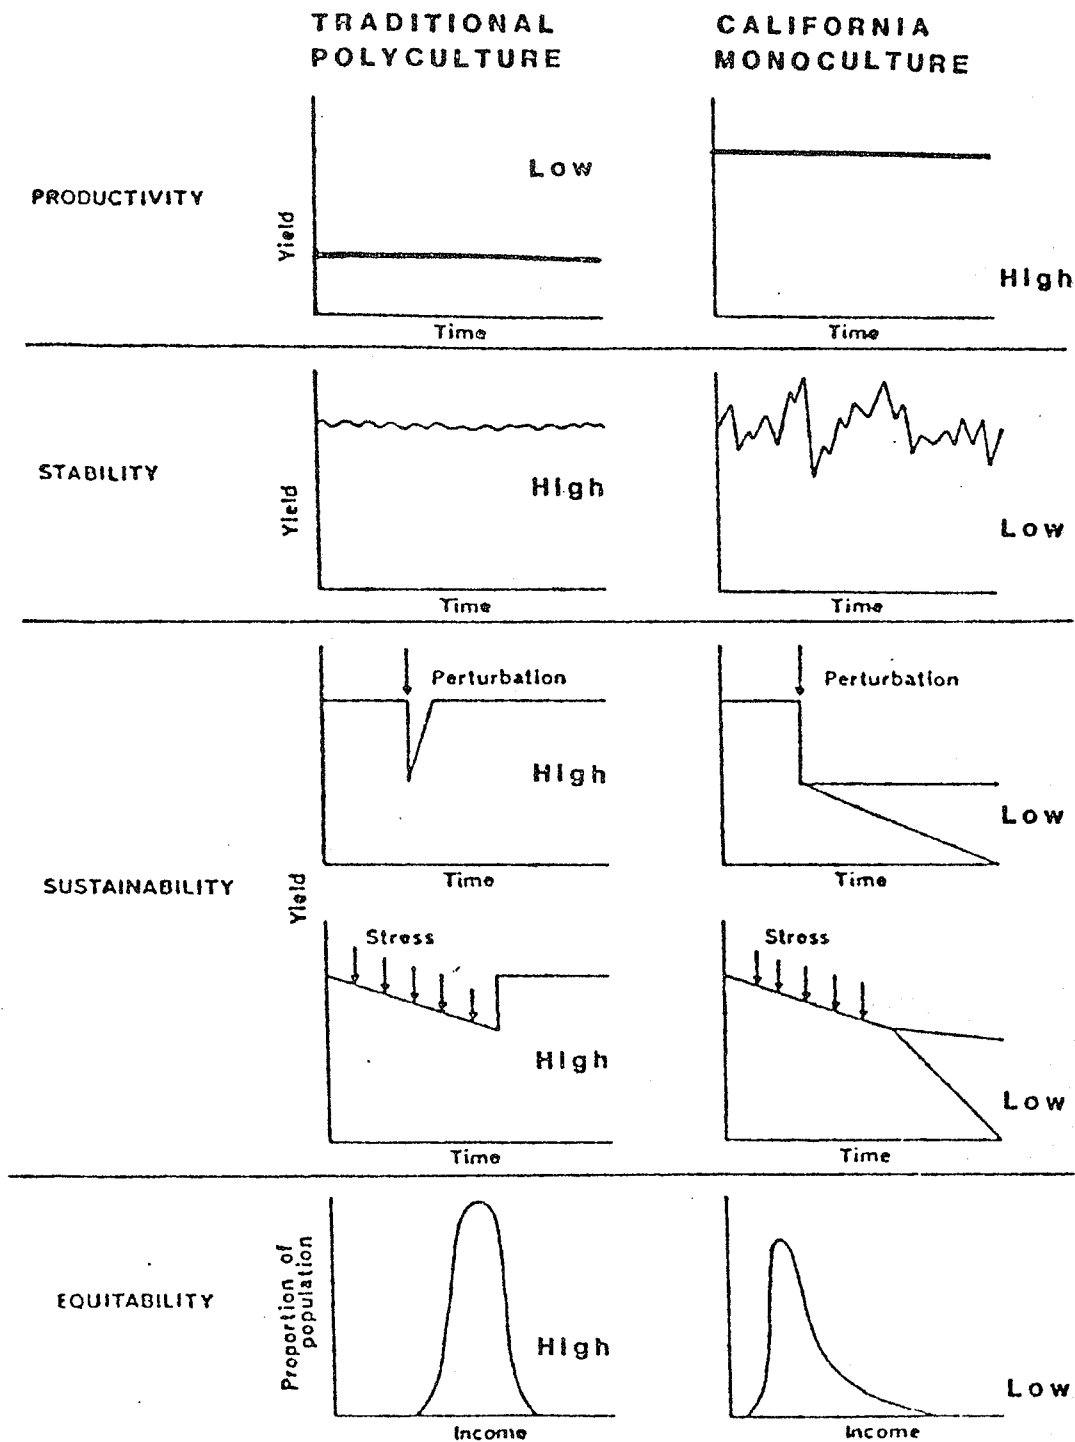 TRADITIONAL
POLYCULTURE
CALIFORNIA
MONOCULTURE
PRODUCTIVITY
Yield
Low
Time
High
Time
STABILITY
Yield
High
Time
Low
Time
SUSTAINABILITY
Yield
Perturbation
High
Time
Perturbation
Low
Time
Stress
High
Time
Stress
Low
Time
EQUITABILITY
Proportion of
population
High
Income
Low
Income